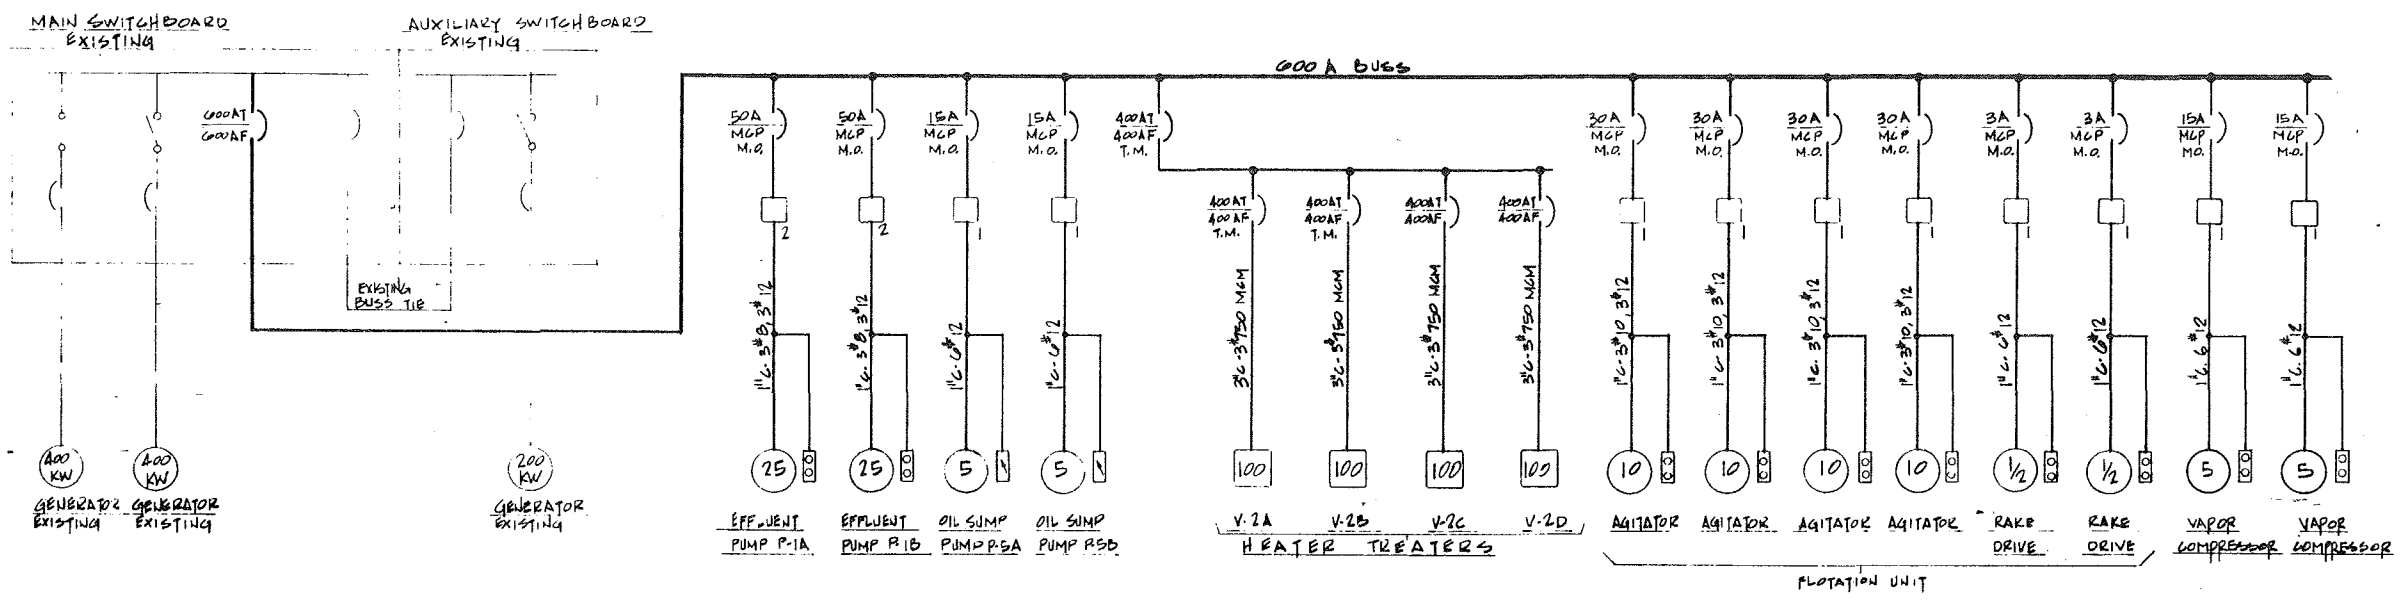 MAIN SWITCHBOARD
EXISTING
AUXILIARY SWITCHBOARD
EXISTING
600AT
600AF
EXISTING
BUSS TIE
400
KW
GENERATOR
EXISTING
400
KW
GENERATOR
EXISTING
200
KW
GENERATOR
EXISTING
600 A BUSS
50A
MCP
M.O.
2
1"C-3#8, 3#12
25
EFFLUENT
PUMP P-1A
50A
MCP
M.O.
2
1"C-3#8, 3#12
25
EFFLUENT
PUMP P-1B
15A
MCP
M.O.
1
1"C-6#12
5
OIL SUMP
PUMP P-5A
15A
MCP
M.O.
1
1"C-6#12
5
OIL SUMP
PUMP P-5B
400AT
400AF
T.M.
400AT
400AF
T.M.
3"C-3#750 MCM
100
V-2A
400AT
400AF
T.M.
3"C-3#750 MCM
100
V-2B
400AT
400AF
3"C-3#750 MCM
100
V-2C
400AT
400AF
3"C-3#750 MCM
100
V-2D
HEATER TREATERS
30A
MCP
M.O.
1
1"C-3#10, 3#12
10
AGITATOR
30A
MCP
M.O.
1
1"C-3#10, 3#12
10
AGITATOR
30A
MCP
M.O.
1
1"C-3#10, 3#12
10
AGITATOR
30A
MCP
M.O.
1
1"C-3#10, 3#12
10
AGITATOR
3A
MCP
M.O.
1
1"C-6#12
1/2
RAKE
DRIVE
3A
MCP
M.O.
1
1"C-6#12
1/2
RAKE
DRIVE
FLOTATION UNIT
15A
MCP
M.O.
1
1"C-6#12
5
VAPOR
COMPRESSOR
15A
MCP
M.O.
1"C-6#12
5
VAPOR
COMPRESSOR